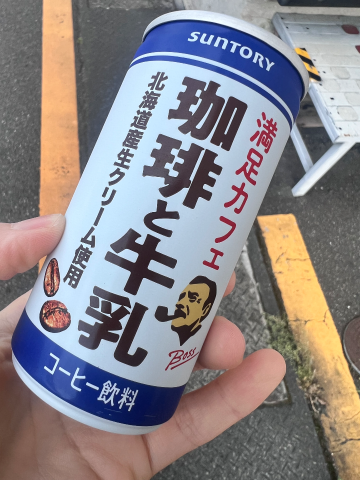 SUNTORY
満足カフェ
珈琲と牛乳
北海道産生クリーム使用
Boss
コーヒー飲料